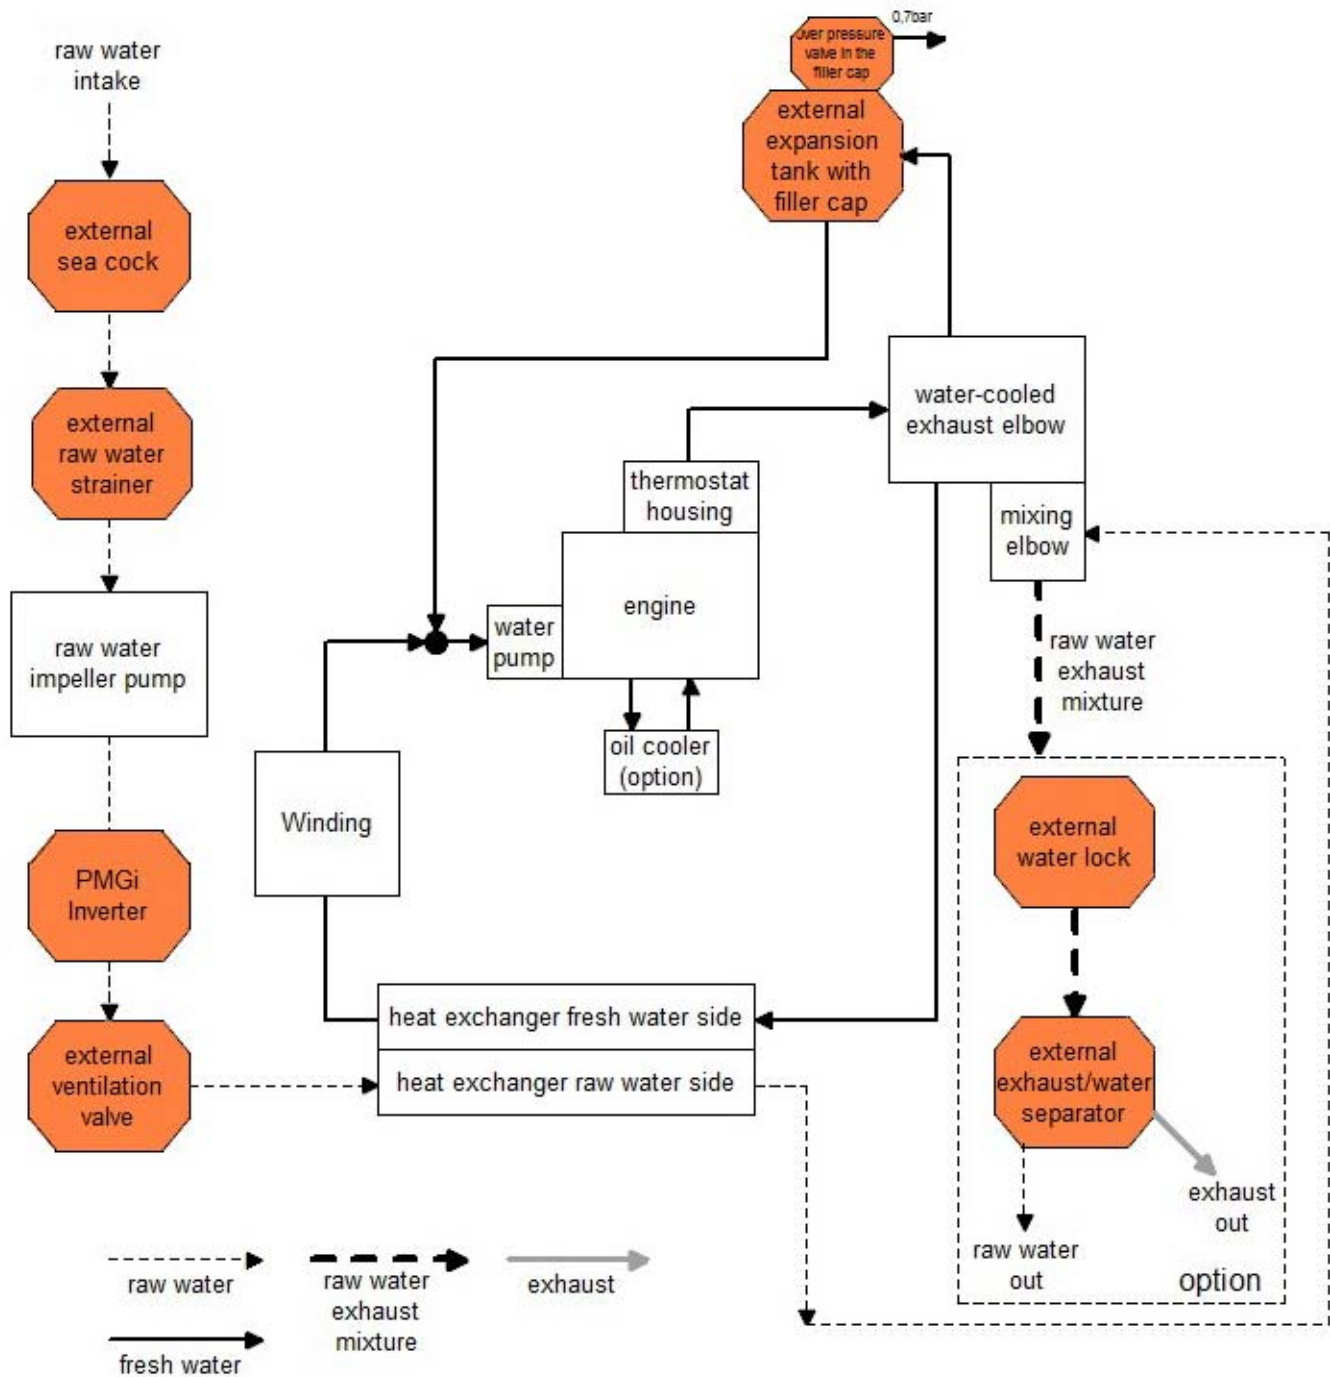 0,7bar
over pressure
valve in the
filler cap
raw water
intake
external
expansion
tank with
filler cap
external
sea cock
water-cooled
exhaust elbow
external
raw water
strainer
thermostat
housing
mixing
elbow
engine
water
pump
raw water
impeller pump
raw water
exhaust
mixture
oil cooler
(option)
Winding
external
water lock
PMGi
Inverter
heat exchanger fresh water side
heat exchanger raw water side
external
ventilation
valve
external
exhaust/water
separator
exhaust
out
raw water
out
option
raw water
raw water
exhaust
mixture
exhaust
fresh water